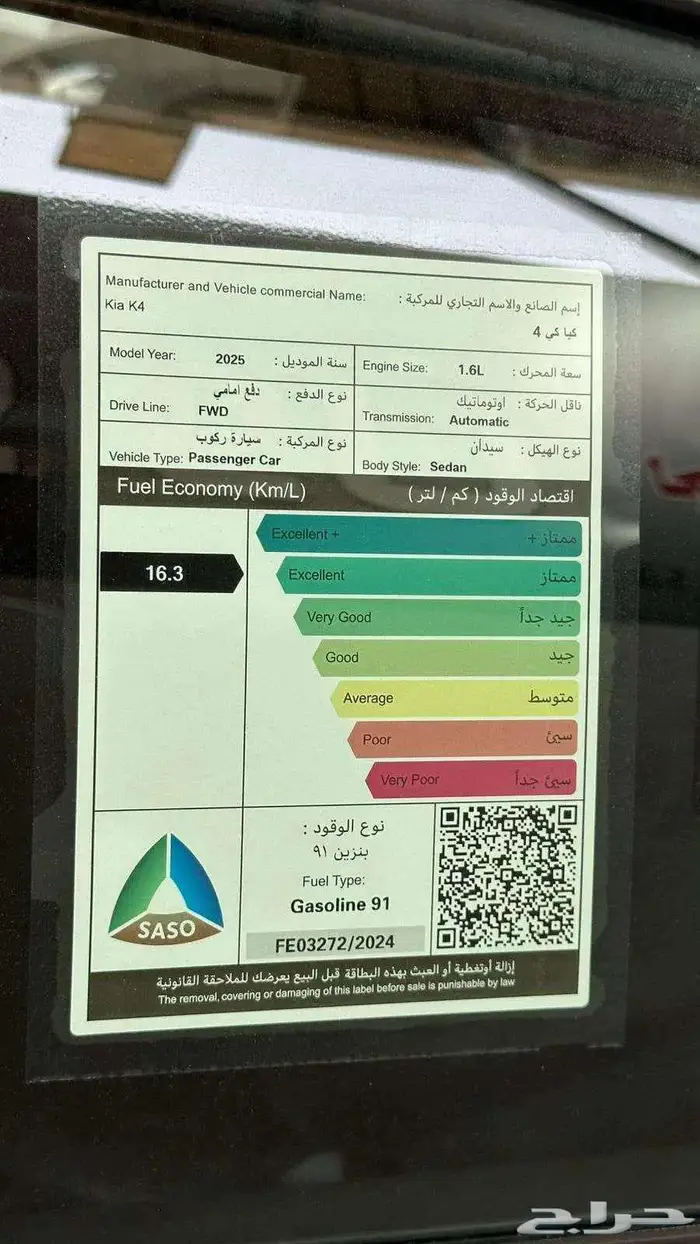 Manufacturer and Vehicle commercial Name: إسم الصانع والاسم التجاري للمركبة :
Kia K4 كيا كي 4
Model Year: 2025 سنة الموديل :
Engine Size: 1.6L سعة المحرك :
دفع امامي نوع الدفع :
Drive Line: FWD
ناقل الحركة : اوتوماتيك
Transmission: Automatic
نوع المركبة : سيارة ركوب
Vehicle Type: Passenger Car
نوع الهيكل : سيدان
Body Style: Sedan
Fuel Economy (Km/L) اقتصاد الوقود ( كم / لتر )
Excellent + ممتاز +
16.3
Excellent ممتاز
Very Good جيد جداً
Good جيد
Average متوسط
Poor سيئ
Very Poor سيئ جداً
SASO
نوع الوقود :
بنزين ٩١
Fuel Type:
Gasoline 91
FE03272/2024
إزالة أوتغطية أو العبث بهذه البطاقة قبل البيع يعرضك للملاحقة القانونية
The removal, covering or damaging of this label before sale is punishable by law
حراج